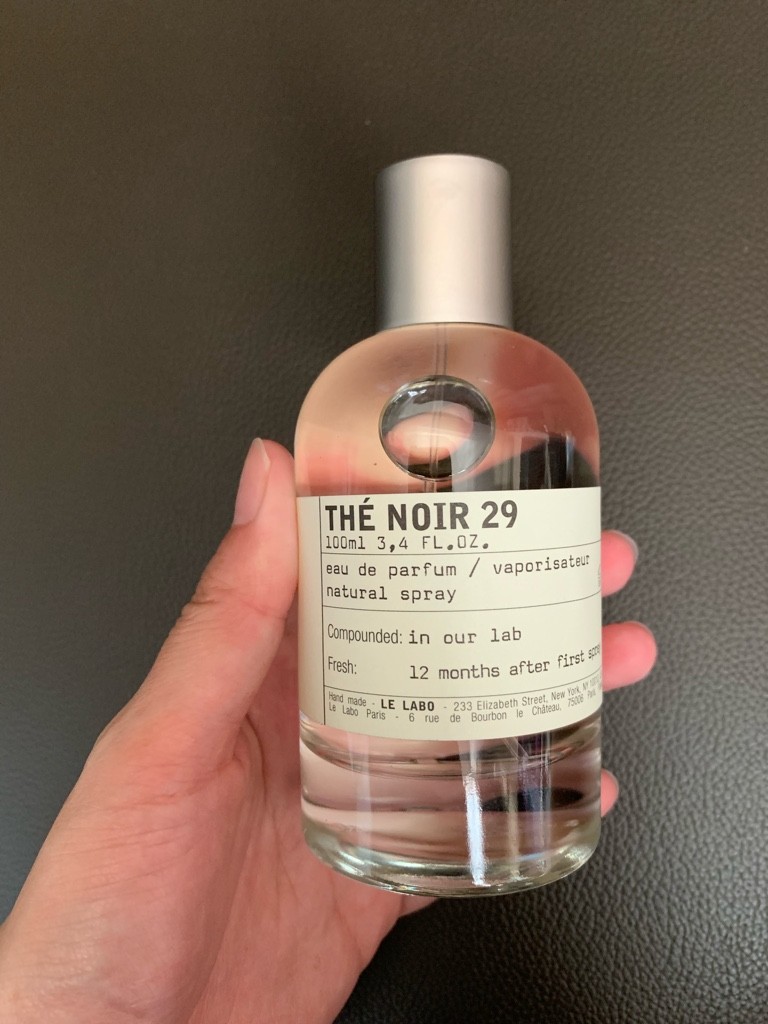 THÉ NOIR 29
100ml 3,4 FL.OZ.
eau de parfum / vaporisateur
natural spray
Compounded: in our lab
Fresh: 12 months after first
Hand made - LE LABO - 233 Elizabeth Street, New York, NY
Le Labo Paris - 6 rue de Bourbon le Château, 75006